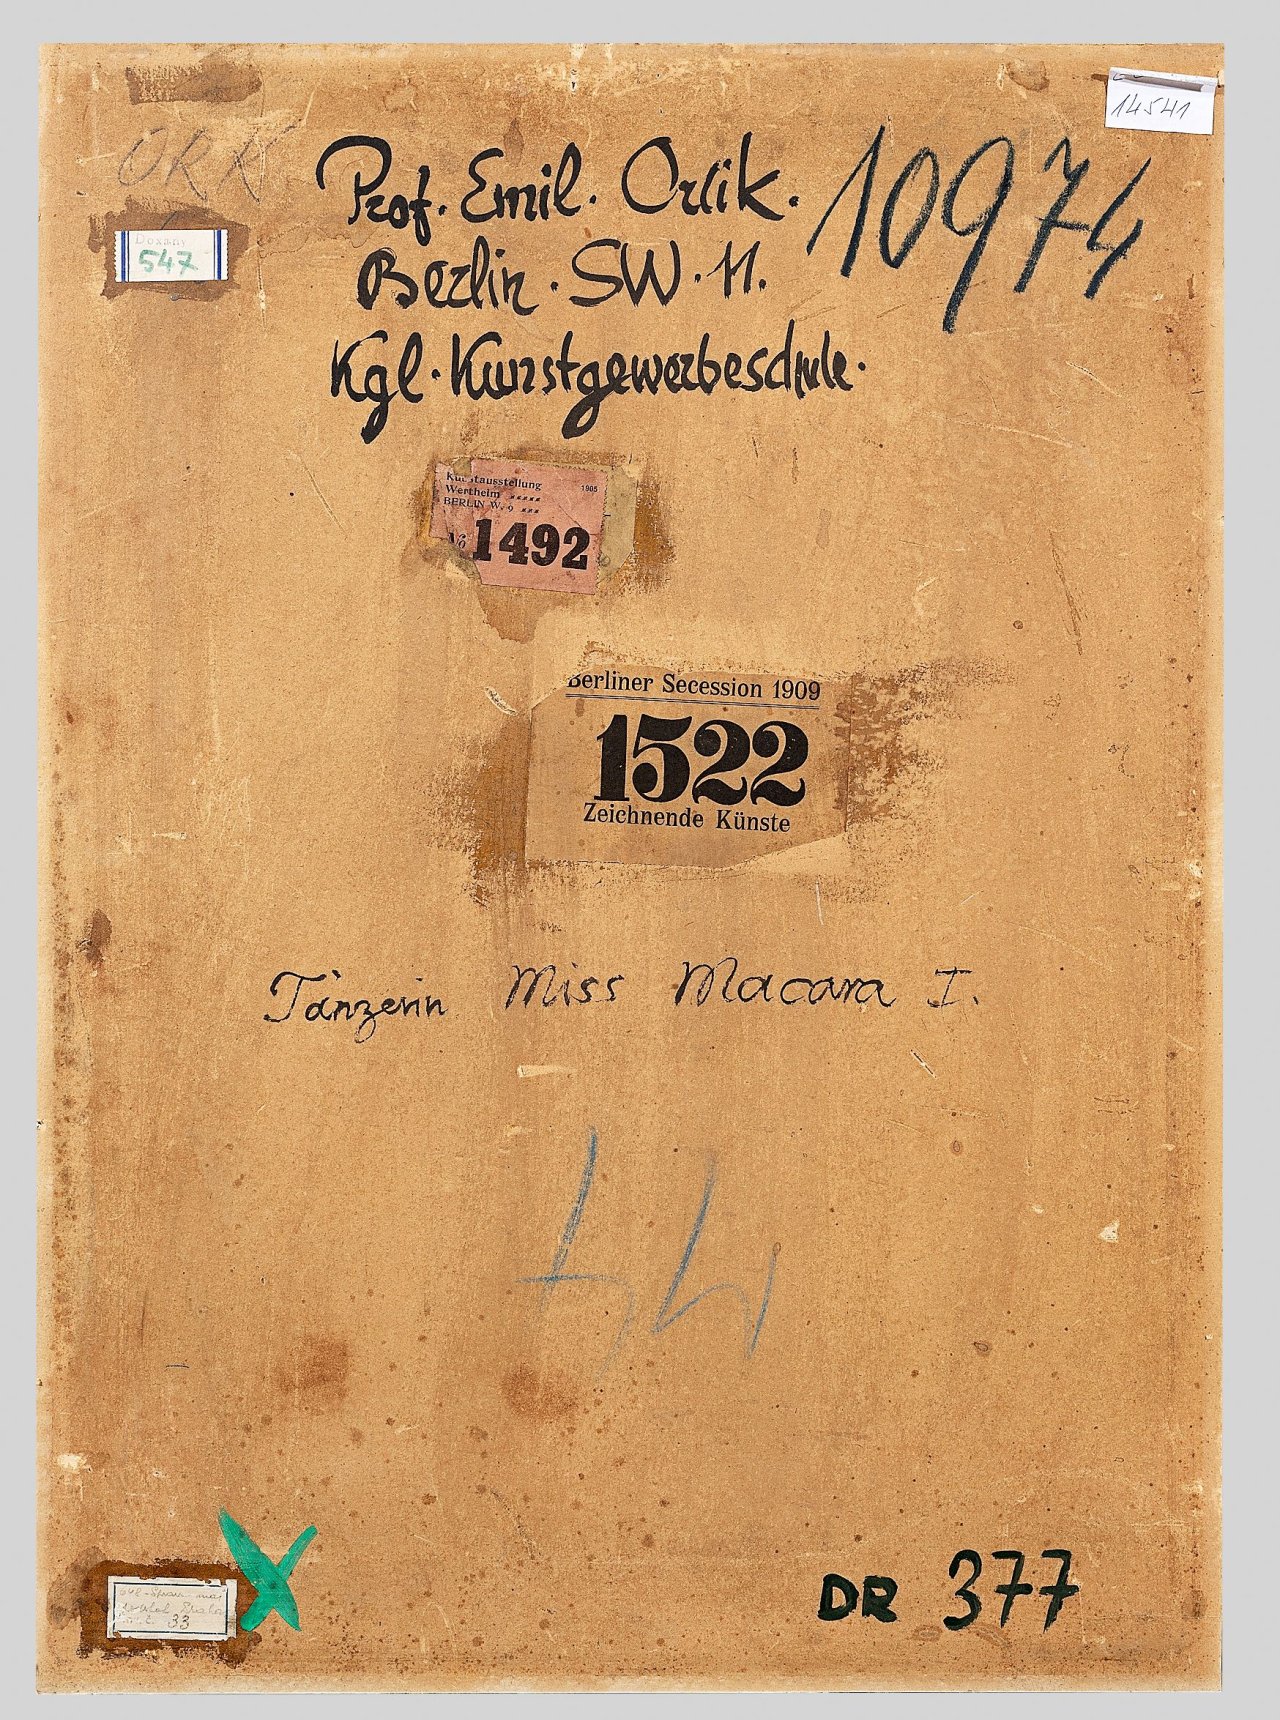 14541
ORK
Prof. Emil. Orlik.
10974
Berlin. SW. 11.
Kgl. Kunstgewerbeschule.
Doxany
547
Kunstausstellung 1905
Wertheim
BERLIN W. 9
No 1492
Berliner Secession 1909
1522
Zeichnende Künste
Tänzerin Miss Macara I.
33
DR 377